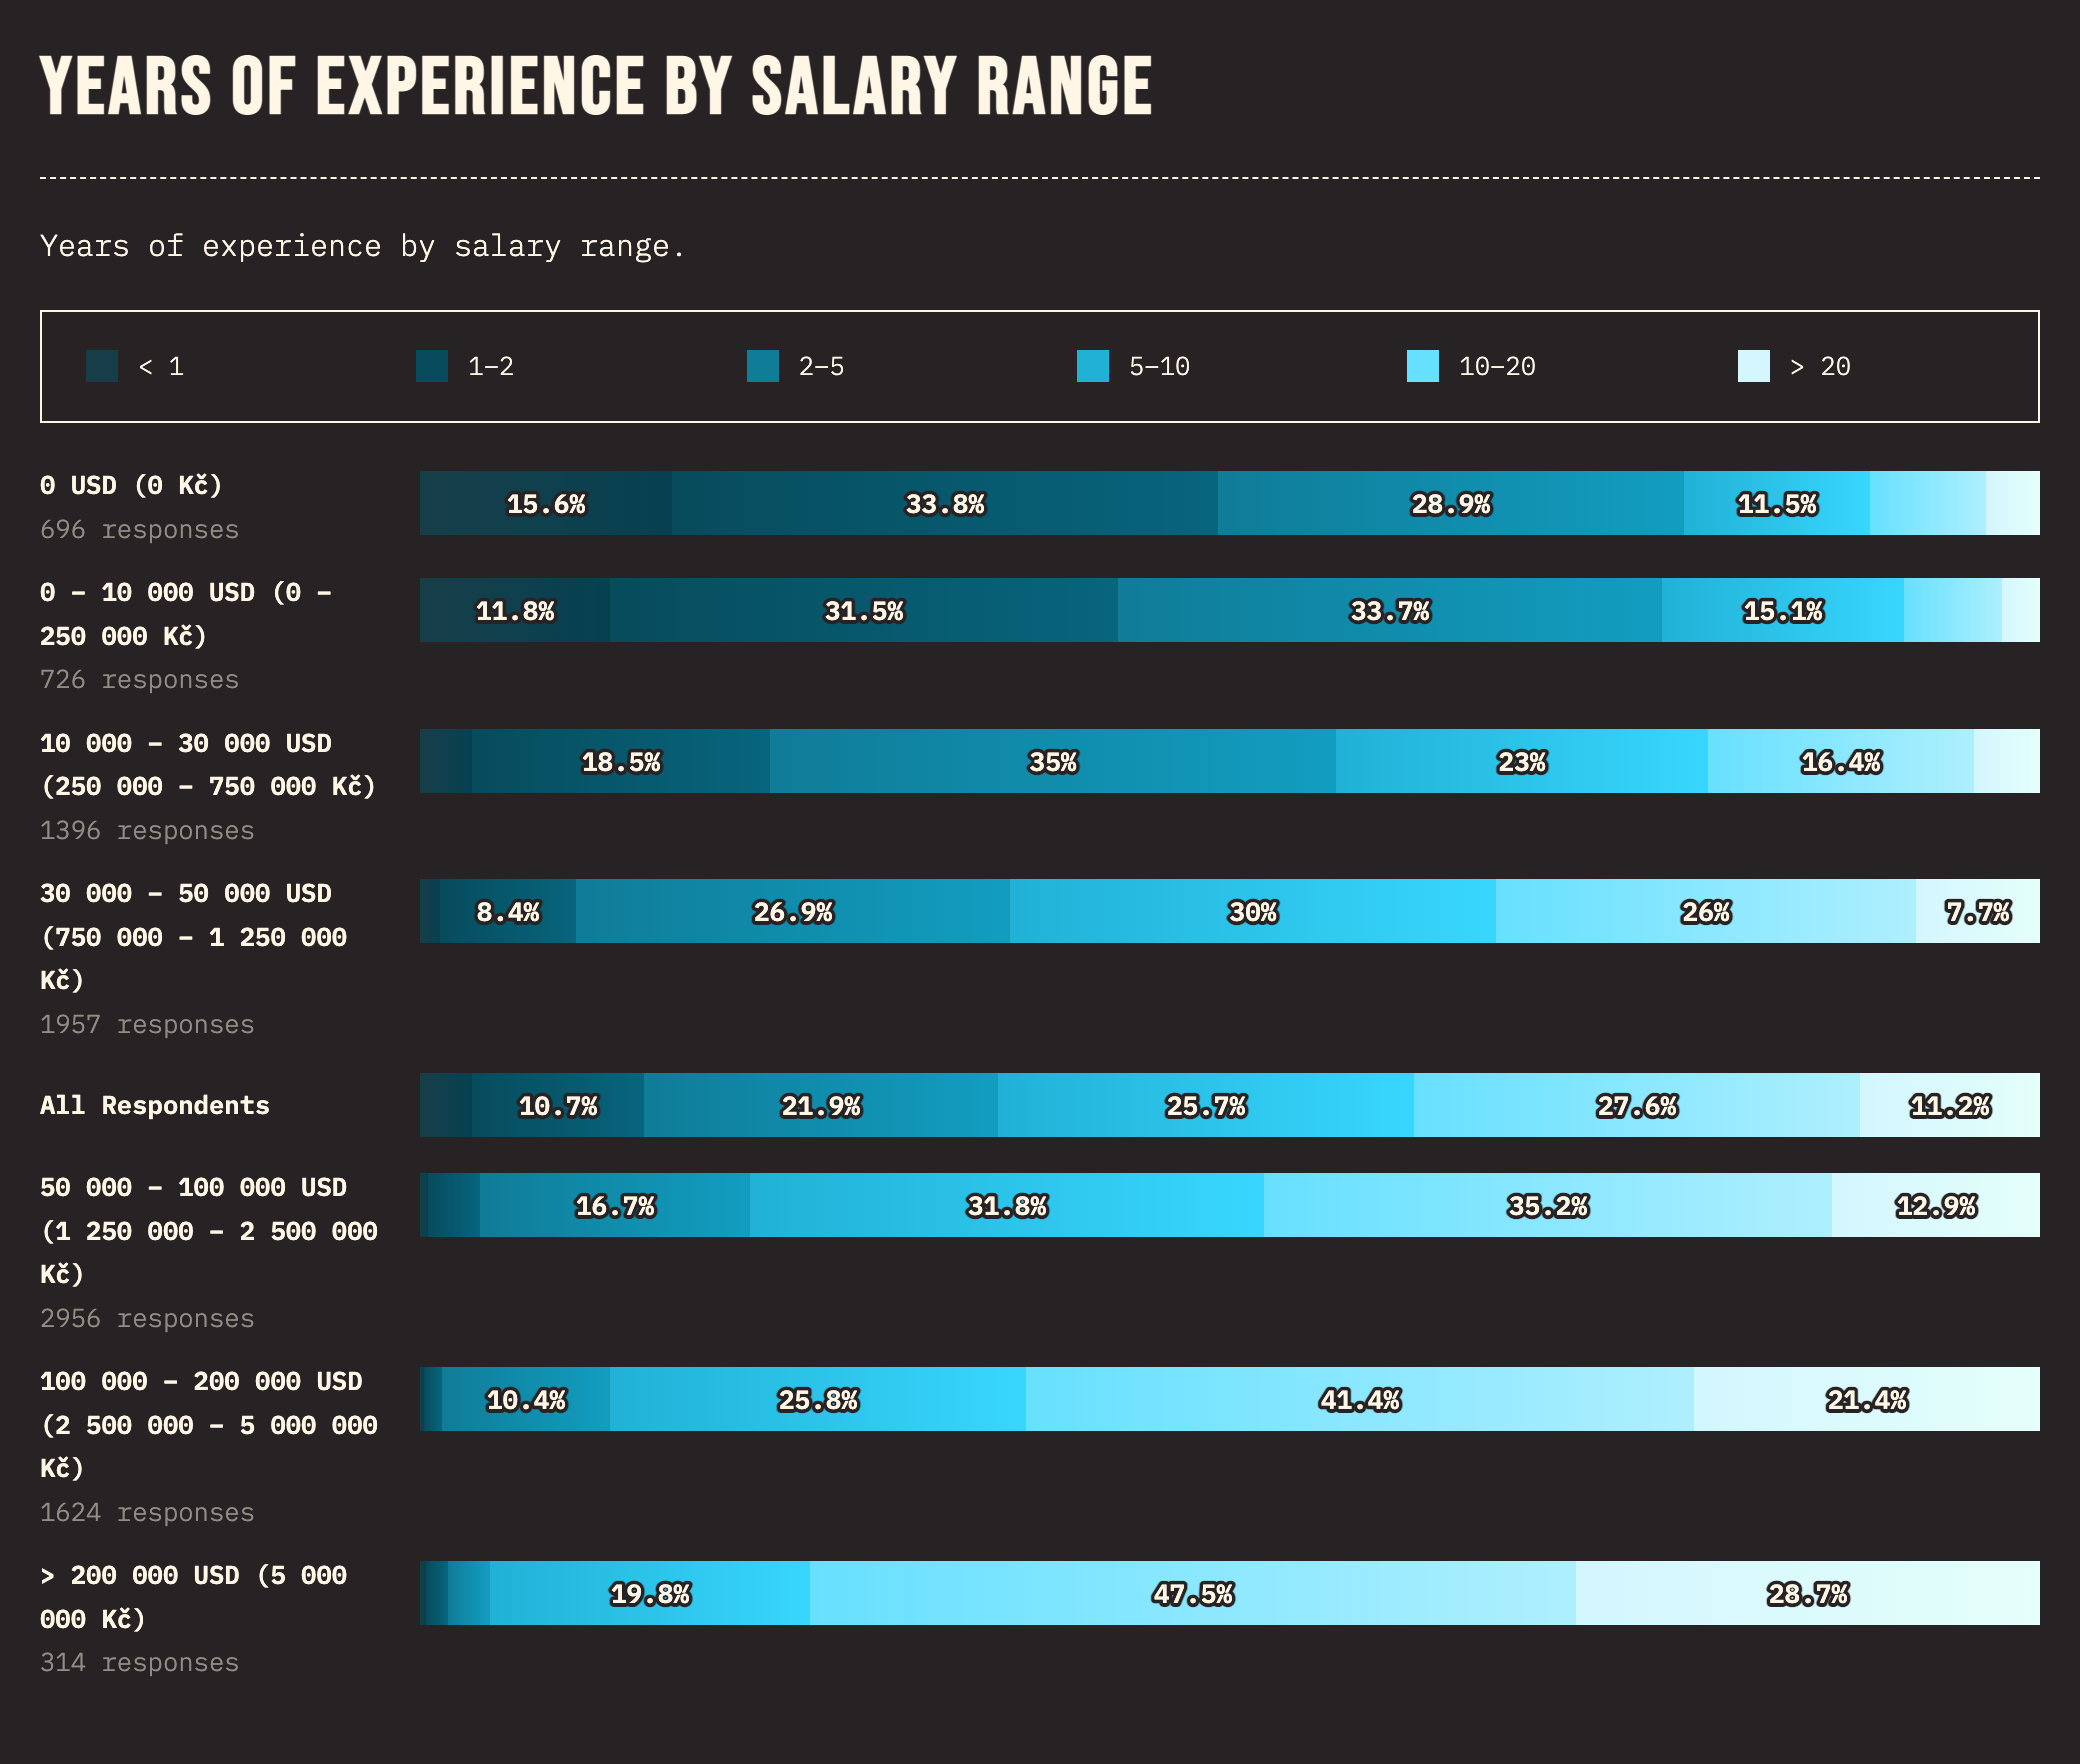 YEARS OF EXPERIENCE BY SALARY RANGE
Years of experience by salary range.
< 1
1–2
2–5
5–10
10–20
> 20
0 USD (0 Kč)
696 responses
15.6%
33.8%
28.9%
11.5%
0 – 10 000 USD (0 –
250 000 Kč)
726 responses
11.8%
31.5%
33.7%
15.1%
10 000 – 30 000 USD
(250 000 – 750 000 Kč)
1396 responses
18.5%
35%
23%
16.4%
30 000 – 50 000 USD
(750 000 – 1 250 000
Kč)
1957 responses
8.4%
26.9%
30%
26%
7.7%
All Respondents
10.7%
21.9%
25.7%
27.6%
11.2%
50 000 – 100 000 USD
(1 250 000 – 2 500 000
Kč)
2956 responses
16.7%
31.8%
35.2%
12.9%
100 000 – 200 000 USD
(2 500 000 – 5 000 000
Kč)
1624 responses
10.4%
25.8%
41.4%
21.4%
> 200 000 USD (5 000
000 Kč)
314 responses
19.8%
47.5%
28.7%